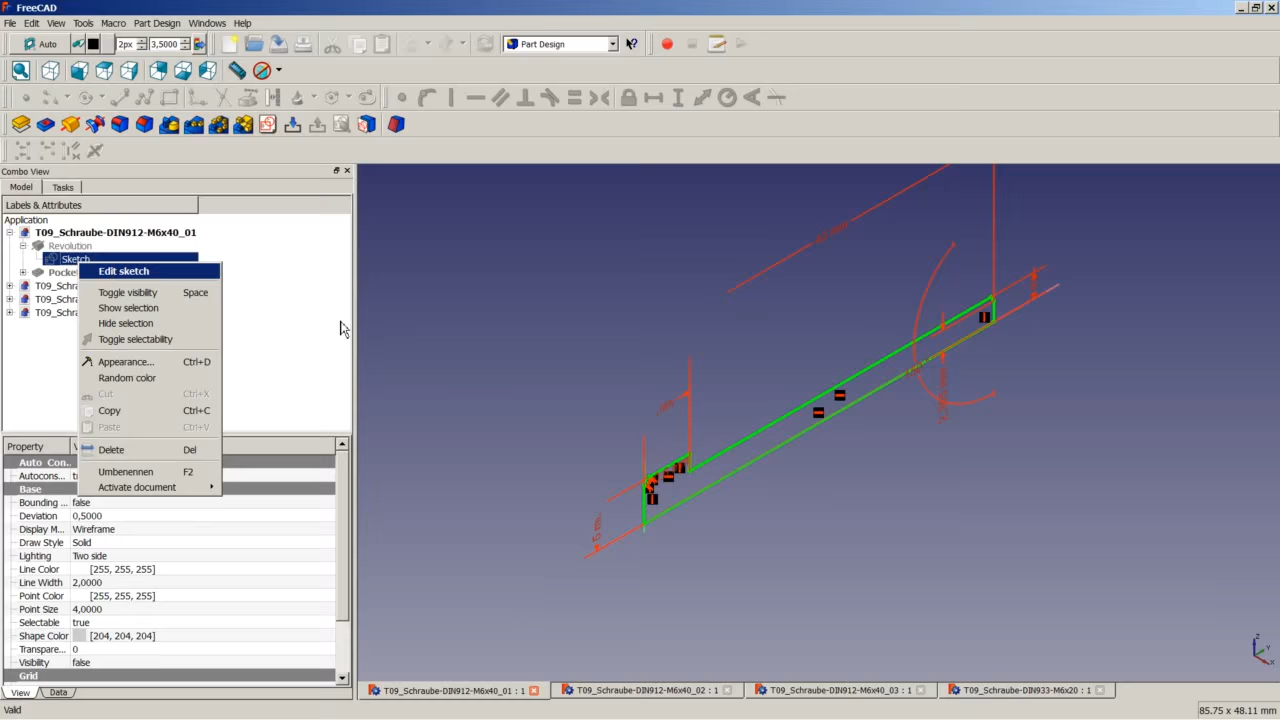 FreeCAD
File Edit View Tools Macro Part Design Windows Help
Auto 2px 3,5000 Part Design
Combo View
Model Tasks
Labels & Attributes
Application
T09_Schraube-DIN912-M6x40_01
Revolution
Sketch
Edit sketch
Pocke
T09_Schra
Toggle visibility Space
T09_Schra
Show selection
T09_Schra
Hide selection
Toggle selectability
Appearance... Ctrl+D
Random color
Cut Ctrl+X
Copy Ctrl+C
Paste Ctrl+V
Property
Delete Del
Auto Con..
Umbenennen F2
Autocons...
Activate document
Base
Bounding ... false
Deviation 0,5000
Display M... Wireframe
Draw Style Solid
Lighting Two side
Line Color [255, 255, 255]
Line Width 2,0000
Point Color [255, 255, 255]
Point Size 4,0000
Selectable true
Shape Color [204, 204, 204]
Transpare... 0
Visibility false
Grid
View Data
T09_Schraube-DIN912-M6x40_01 : 1 T09_Schraube-DIN912-M6x40_02 : 1 T09_Schraube-DIN912-M6x40_03 : 1 T09_Schraube-DIN933-M6x20 : 1
Valid 85.75 x 48.11 mm